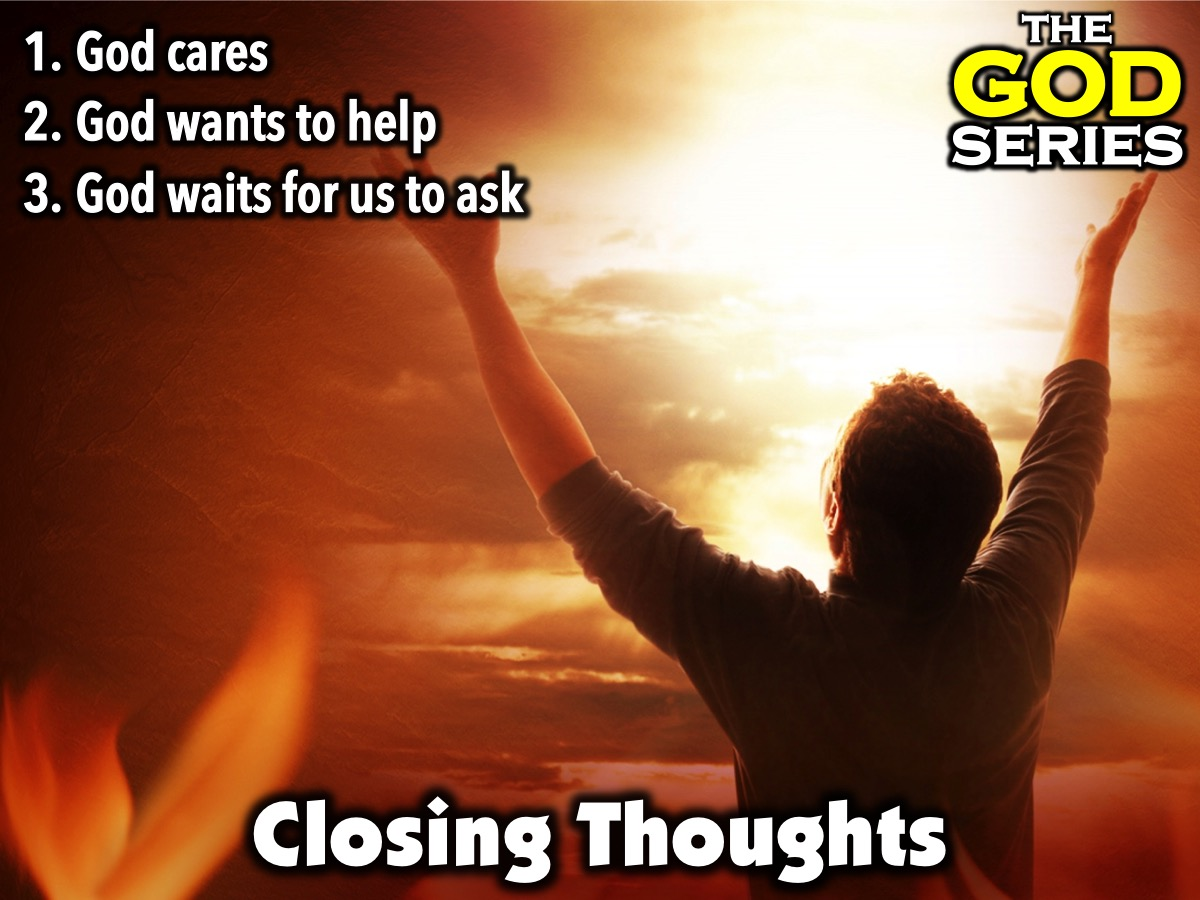 1. God cares
2. God wants to help
3. God waits for us to ask
THE
GOD
SERIES
Closing Thoughts